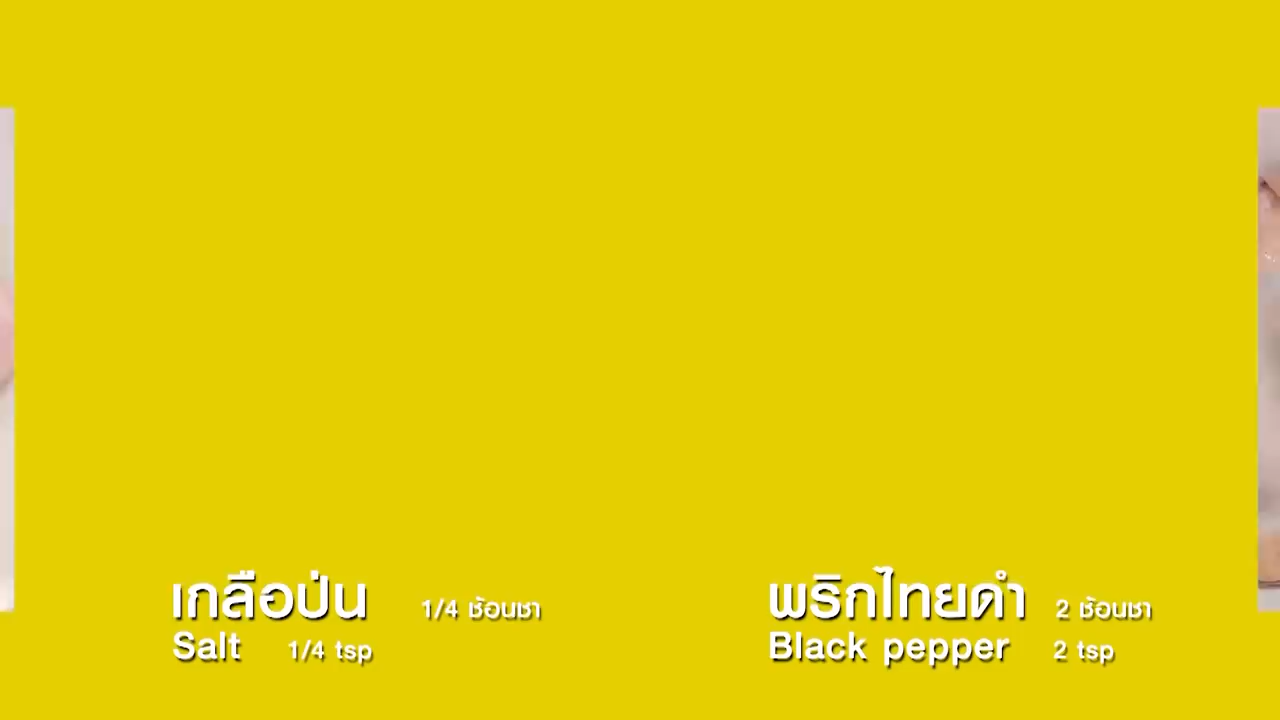 เกลือป่น 1/4 ช้อนชา
Salt 1/4 tsp
พริกไทยดำ 2 ช้อนชา
Black pepper 2 tsp